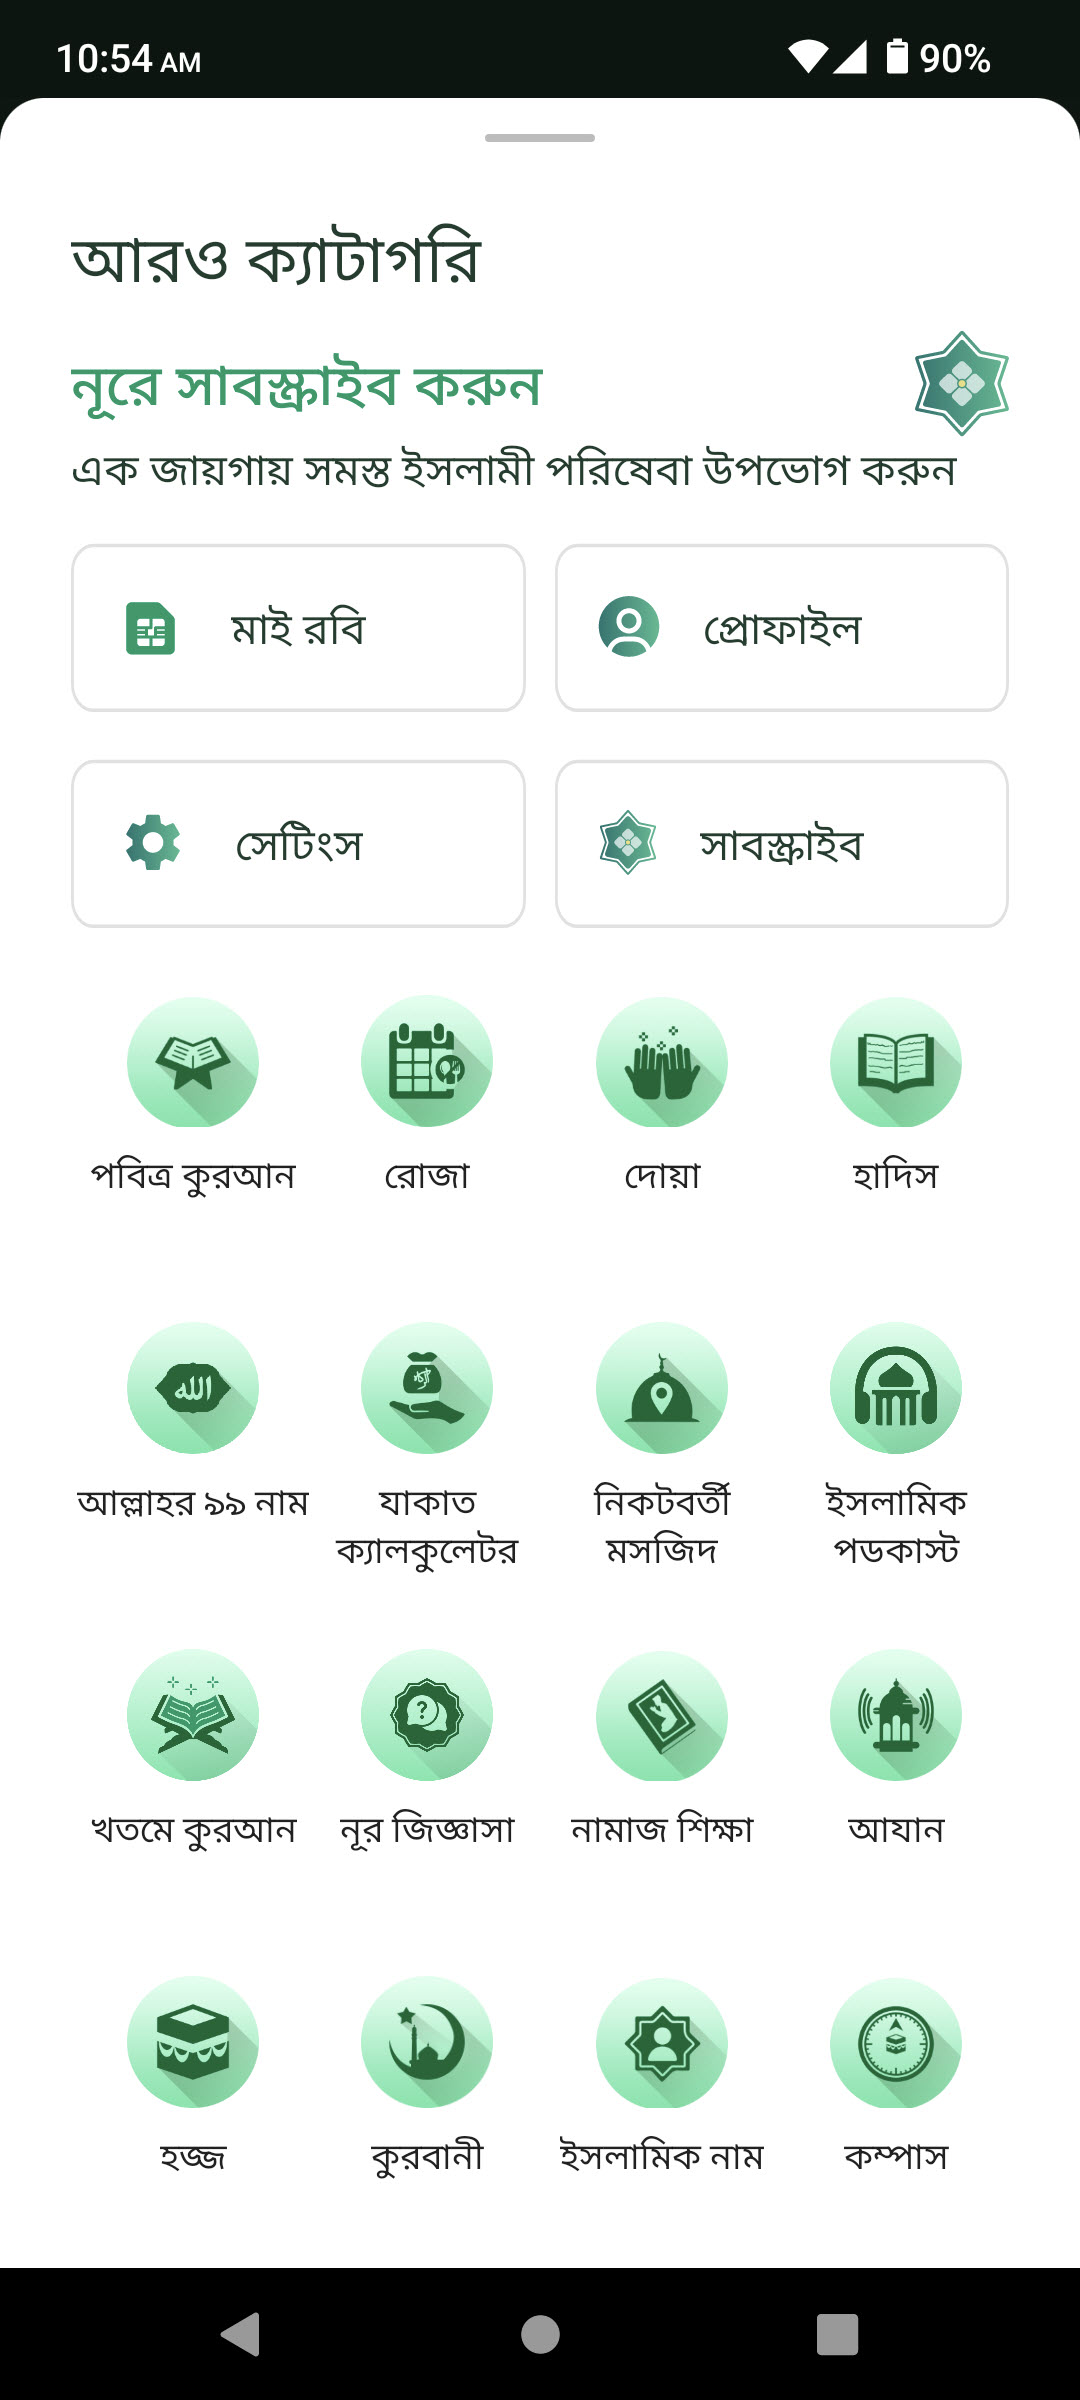 10:54 AM 90%
আরও ক্যাটাগরি
নূরে সাবস্ক্রাইব করুন
এক জায়গায় সমস্ত ইসলামী পরিষেবা উপভোগ করুন
মাই রবি
প্রোফাইল
সেটিংস
সাবস্ক্রাইব
পবিত্র কুরআন
রোজা
দোয়া
হাদিস
الله
আল্লাহর ৯৯ নাম
যাকাত
ক্যালকুলেটর
নিকটবর্তী
মসজিদ
ইসলামিক
পডকাস্ট
?
খতমে কুরআন
নূর জিজ্ঞাসা
নামাজ শিক্ষা
আযান
হজ্জ
কুরবানী
ইসলামিক নাম
কম্পাস